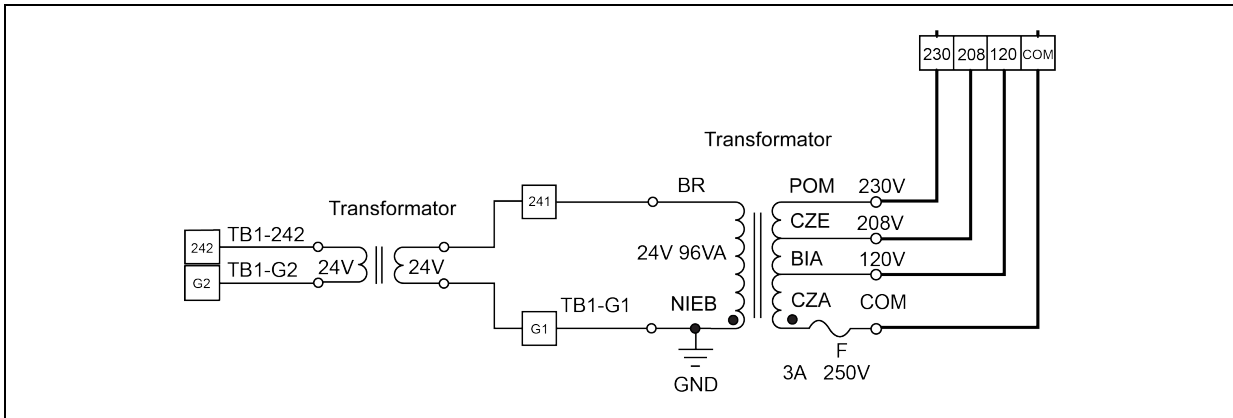 230 208 120 COM
Transformator
BR POM 230V
241
Transformator CZE 208V
TB1-242
242 24V 24V 24V 96VA BIA 120V
TB1-G2
G2
TB1-G1 NIEB CZA COM
G1
F
GND 3A 250V